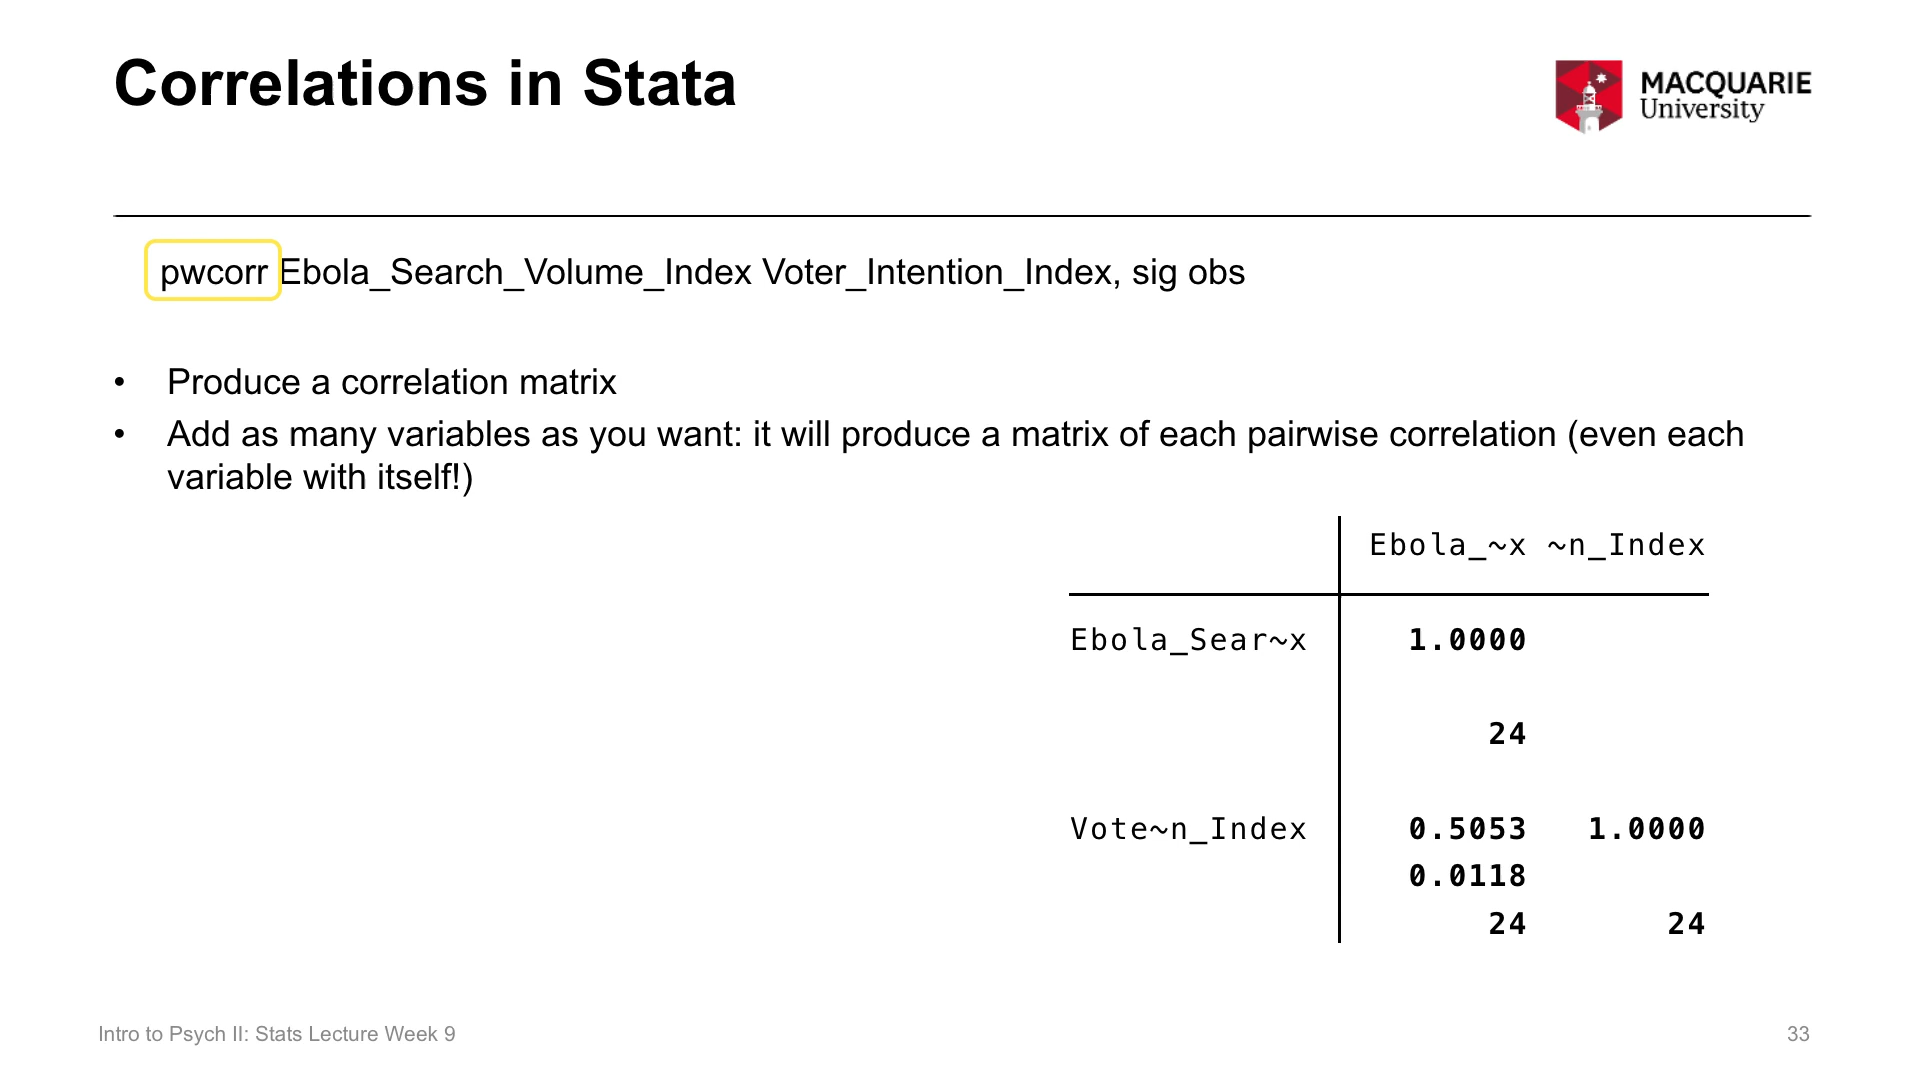 Correlations in Stata
MACQUARIE
University
pwcorr Ebola_Search_Volume_Index Voter_Intention_Index, sig obs
• Produce a correlation matrix
• Add as many variables as you want: it will produce a matrix of each pairwise correlation (even each
variable with itself!)
Ebola_~x ~n_Index
Ebola_Sear~x 1.0000
24
Vote~n_Index 0.5053 1.0000
0.0118
24 24
Intro to Psych II: Stats Lecture Week 9
33